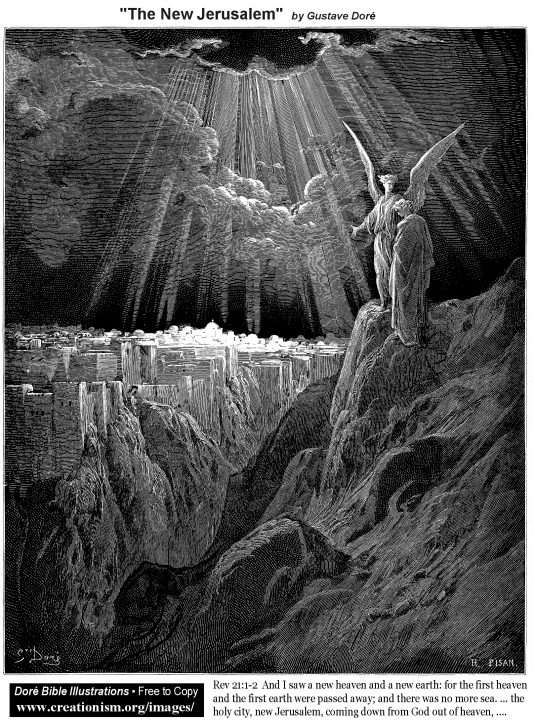 "The New Jerusalem" by Gustave Doré
Gve Doré
H. PISAN.
Doré Bible Illustrations • Free to Copy
www.creationism.org/images/
Rev 21:1-2 And I saw a new heaven and a new earth: for the first heaven
and the first earth were passed away; and there was no more sea. ... the
holy city, new Jerusalem, coming down from God out of heaven, ....